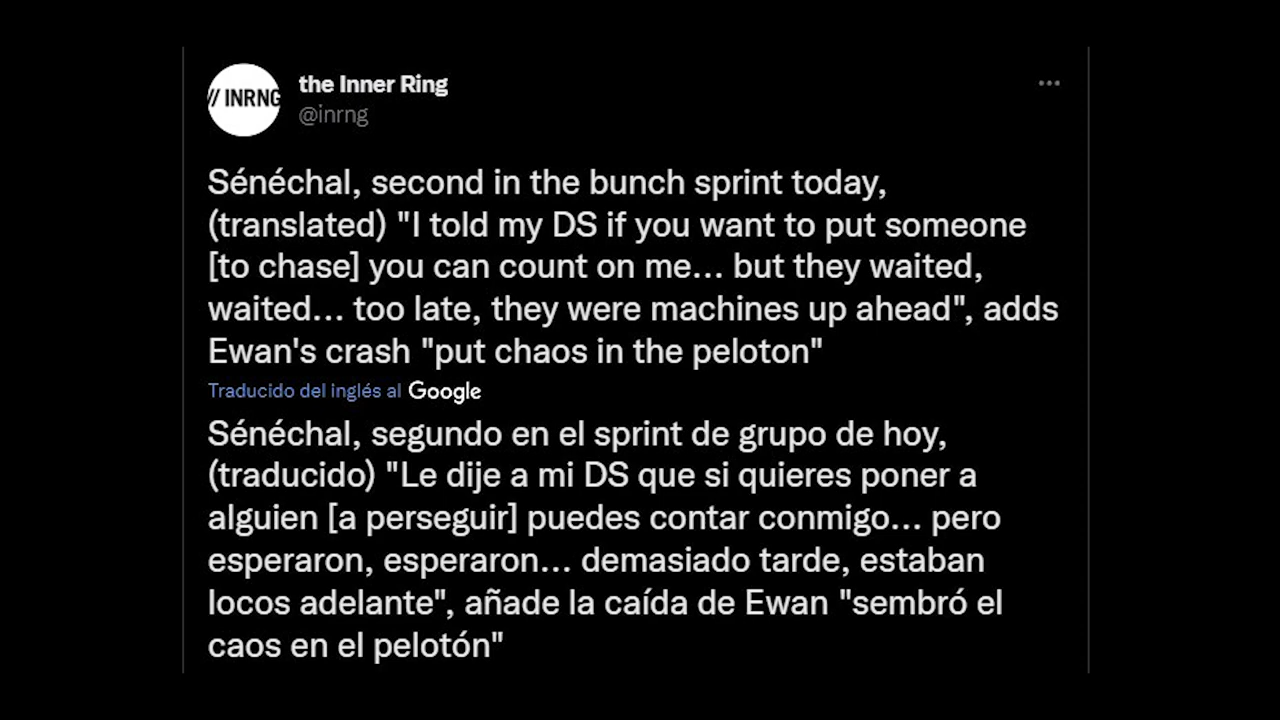 // INRNG
the Inner Ring
@inrng
Sénéchal, second in the bunch sprint today,
(translated) "I told my DS if you want to put someone
[to chase] you can count on me... but they waited,
waited... too late, they were machines up ahead", adds
Ewan's crash "put chaos in the peloton"
Traducido del inglés al Google
Sénéchal, segundo en el sprint de grupo de hoy,
(traducido) "Le dije a mi DS que si quieres poner a
alguien [a perseguir] puedes contar conmigo... pero
esperaron, esperaron... demasiado tarde, estaban
locos adelante", añade la caída de Ewan "sembró el
caos en el pelotón"